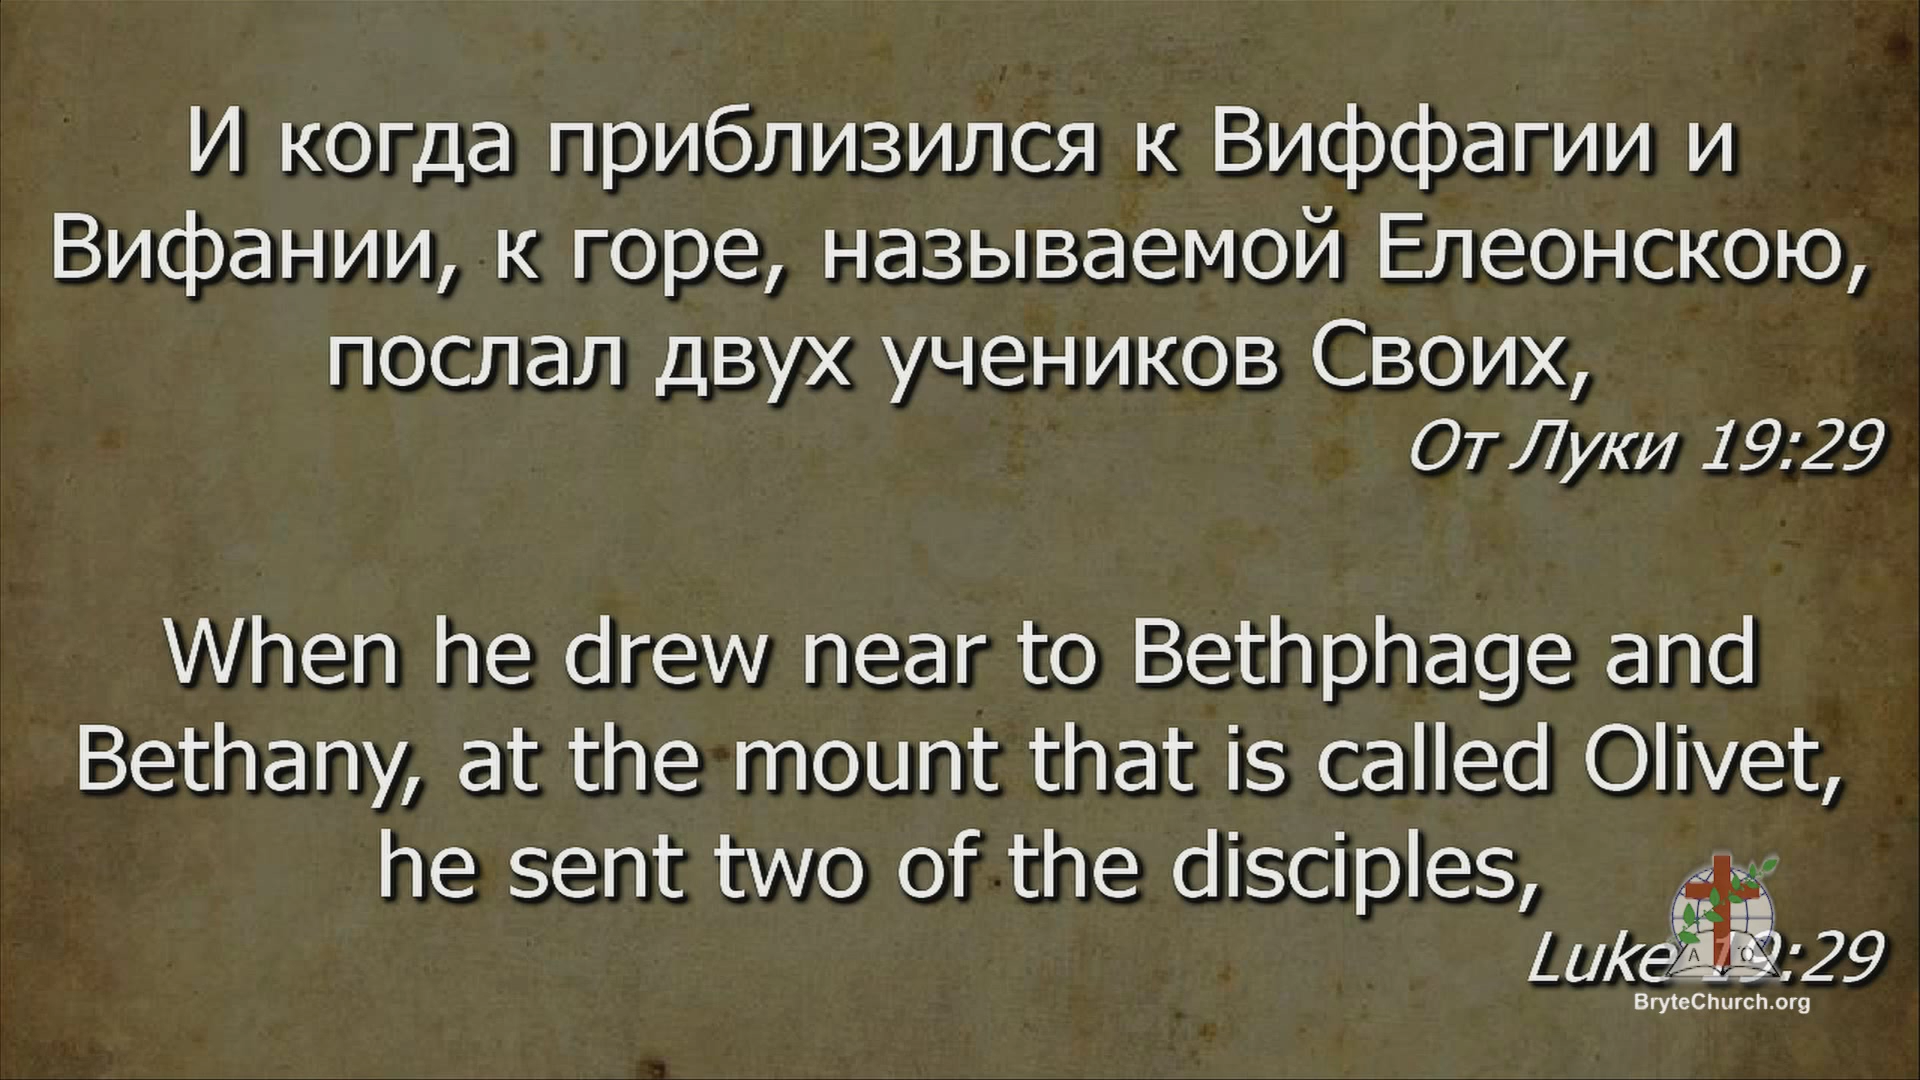 И когда приблизился к Виффагии и
Вифании, к горе, называемой Елеонскою,
послал двух учеников Своих,
От Луки 19:29
When he drew near to Bethphage and
Bethany, at the mount that is called Olivet,
he sent two of the disciples,
Luke 19:29
Α Ω
BryteChurch.org